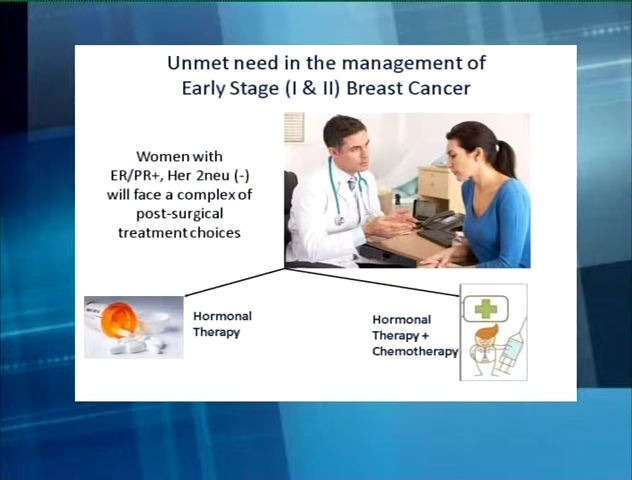 Unmet need in the management of
Early Stage (I & II) Breast Cancer
Women with
ER/PR+, Her 2neu (-)
will face a complex of
post-surgical
treatment choices
Hormonal
Therapy
Hormonal
Therapy +
Chemotherapy